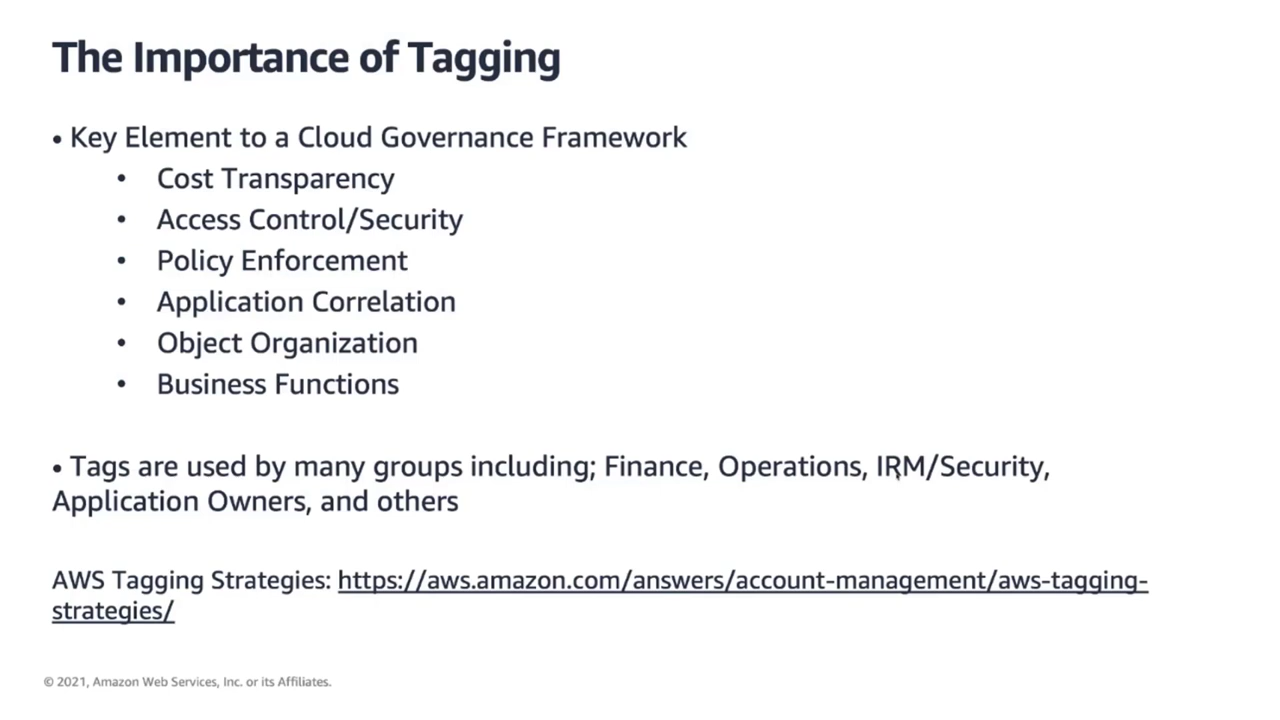 The Importance of Tagging
• Key Element to a Cloud Governance Framework
• Cost Transparency
• Access Control/Security
• Policy Enforcement
• Application Correlation
• Object Organization
• Business Functions
• Tags are used by many groups including; Finance, Operations, IRM/Security,
Application Owners, and others
AWS Tagging Strategies: https://aws.amazon.com/answers/account-management/aws-tagging-
strategies/
© 2021, Amazon Web Services, Inc. or its Affiliates.